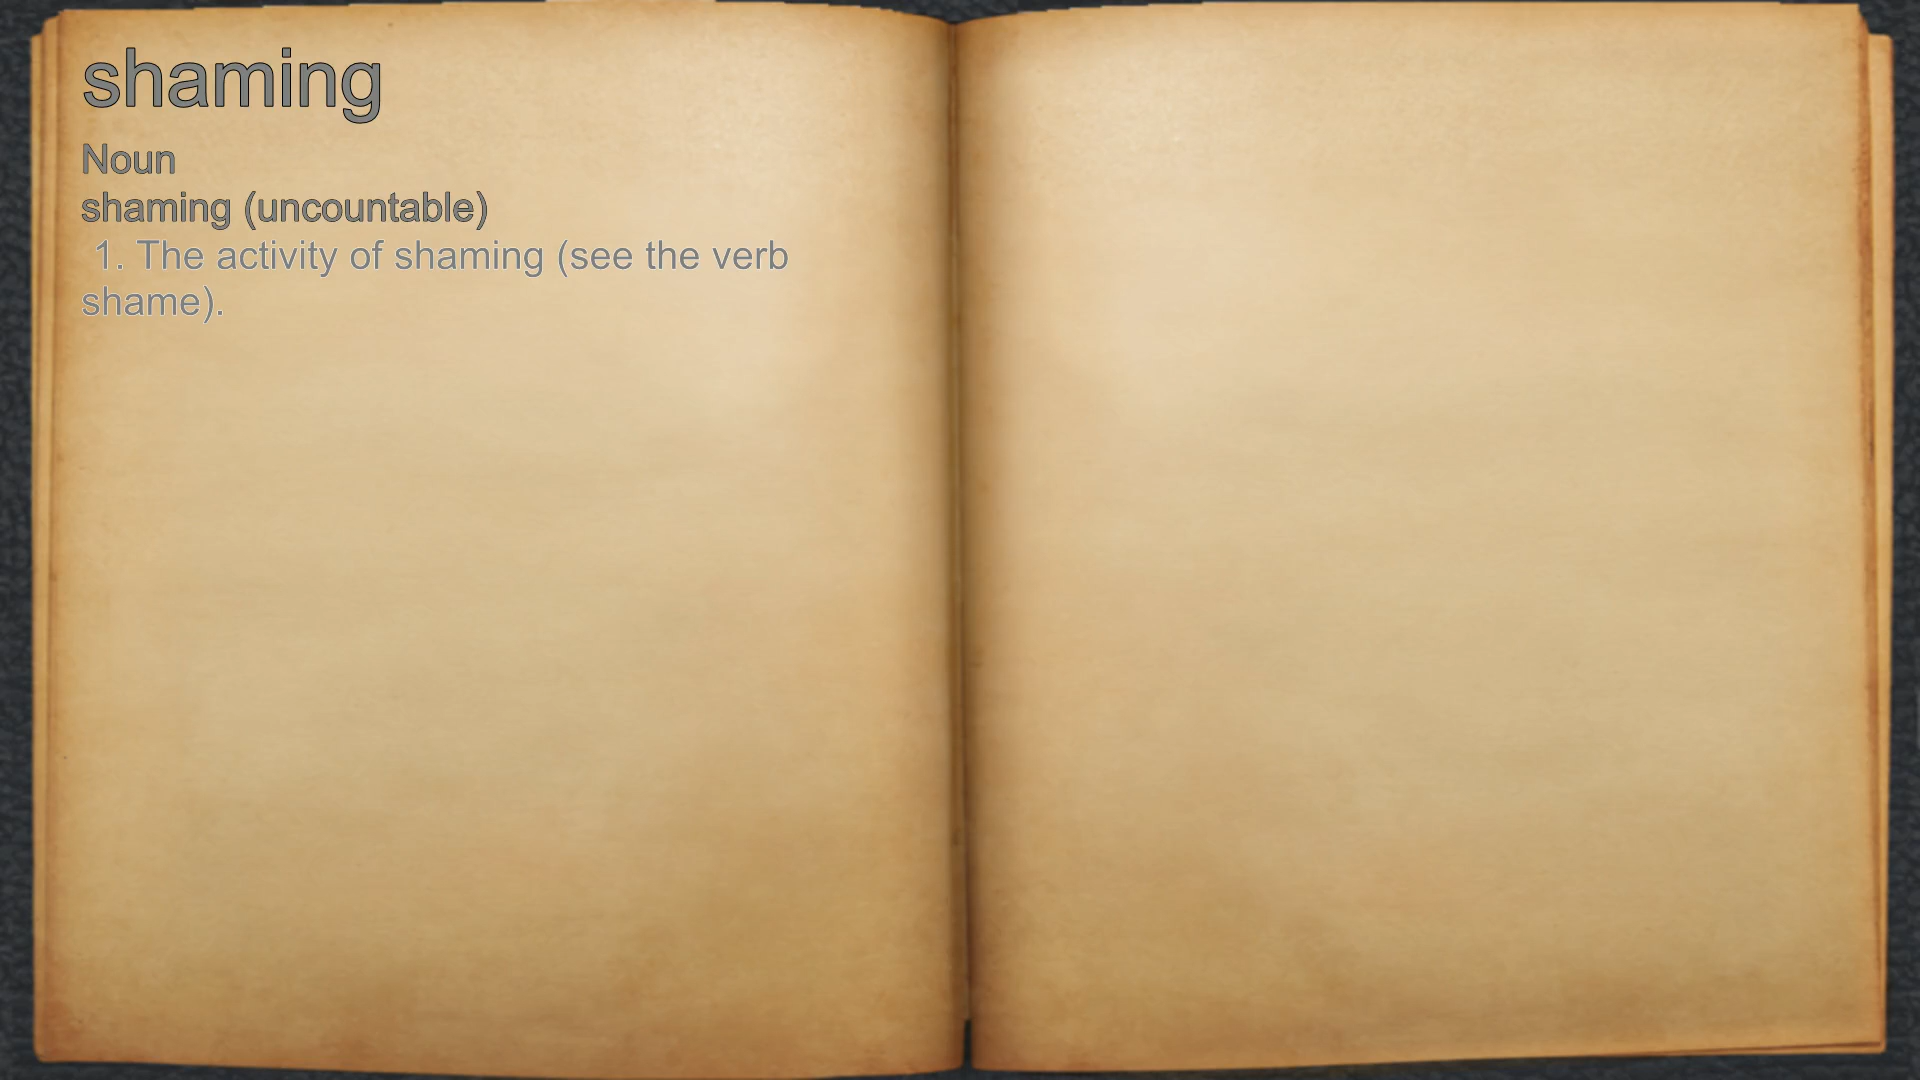 shaming
Noun
shaming (uncountable)
1. The activity of shaming (see the verb
shame).